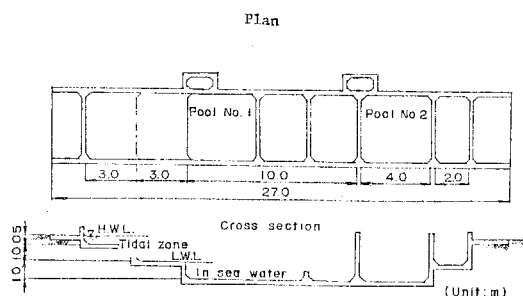 Plan
Pool No. 1
Pool No 2
3.0 3.0 10.0 4.0 2.0
27.0
Cross section
H.W.L.
Tidal zone
L.W.L.
In sea water
(Unit: m)